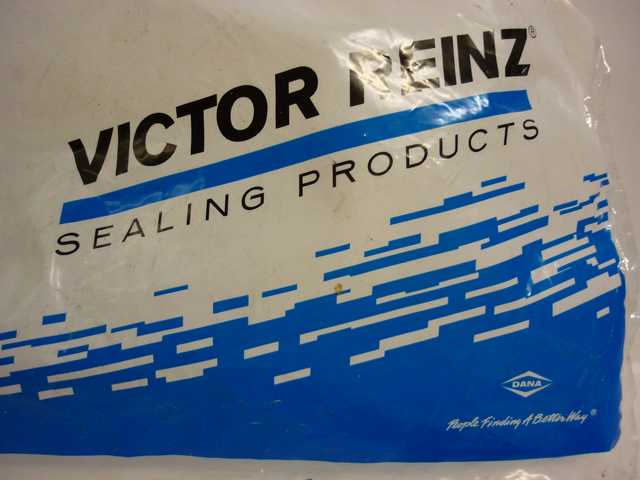 VICTOR REINZ®
SEALING PRODUCTS
DANA
People Finding A Better Way®